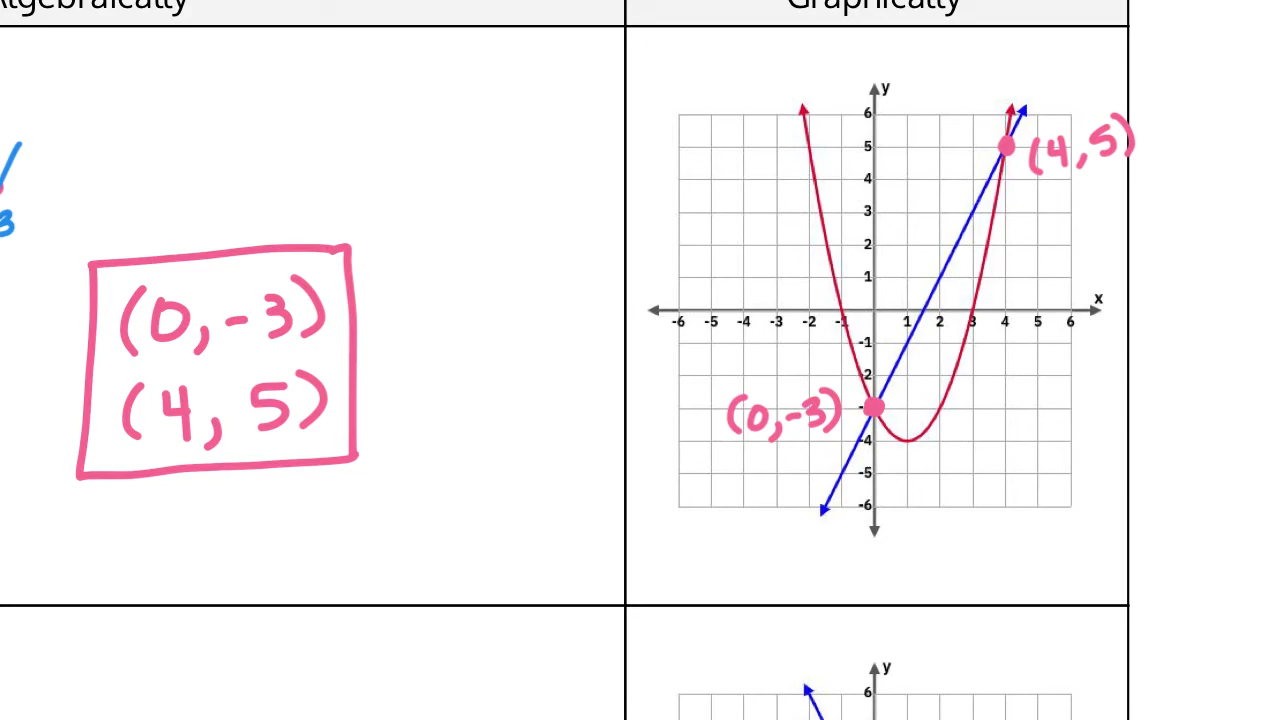 Algebraically
Graphically
3
(0, -3)
(4, 5)
y
6
5
4
3
2
1
x
-6 -5 -4 -3 -2 -1 1 2 3 4 5 6
-1
-2
-4
-5
-6
(4, 5)
(0, -3)
y
6